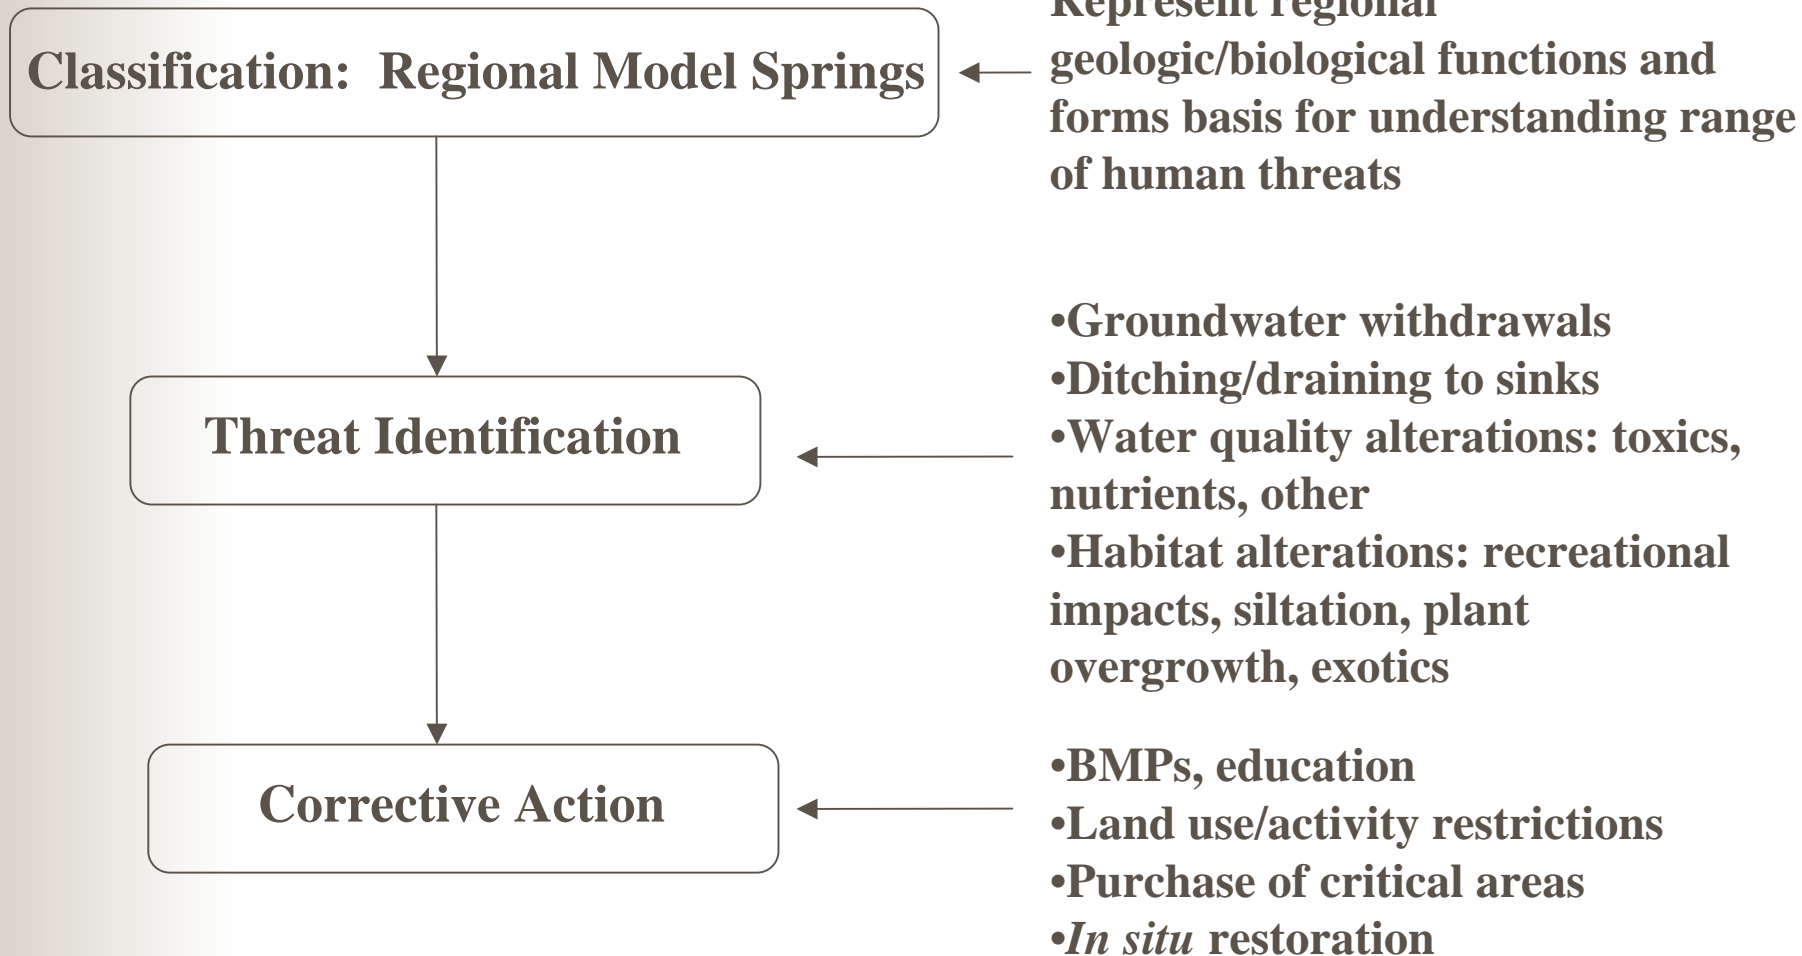 Represent regional
Classification: Regional Model Springs
geologic/biological functions and
forms basis for understanding range
of human threats
Threat Identification
•Groundwater withdrawals
•Ditching/draining to sinks
•Water quality alterations: toxics,
nutrients, other
•Habitat alterations: recreational
impacts, siltation, plant
overgrowth, exotics
Corrective Action
•BMPs, education
•Land use/activity restrictions
•Purchase of critical areas
•In situ restoration